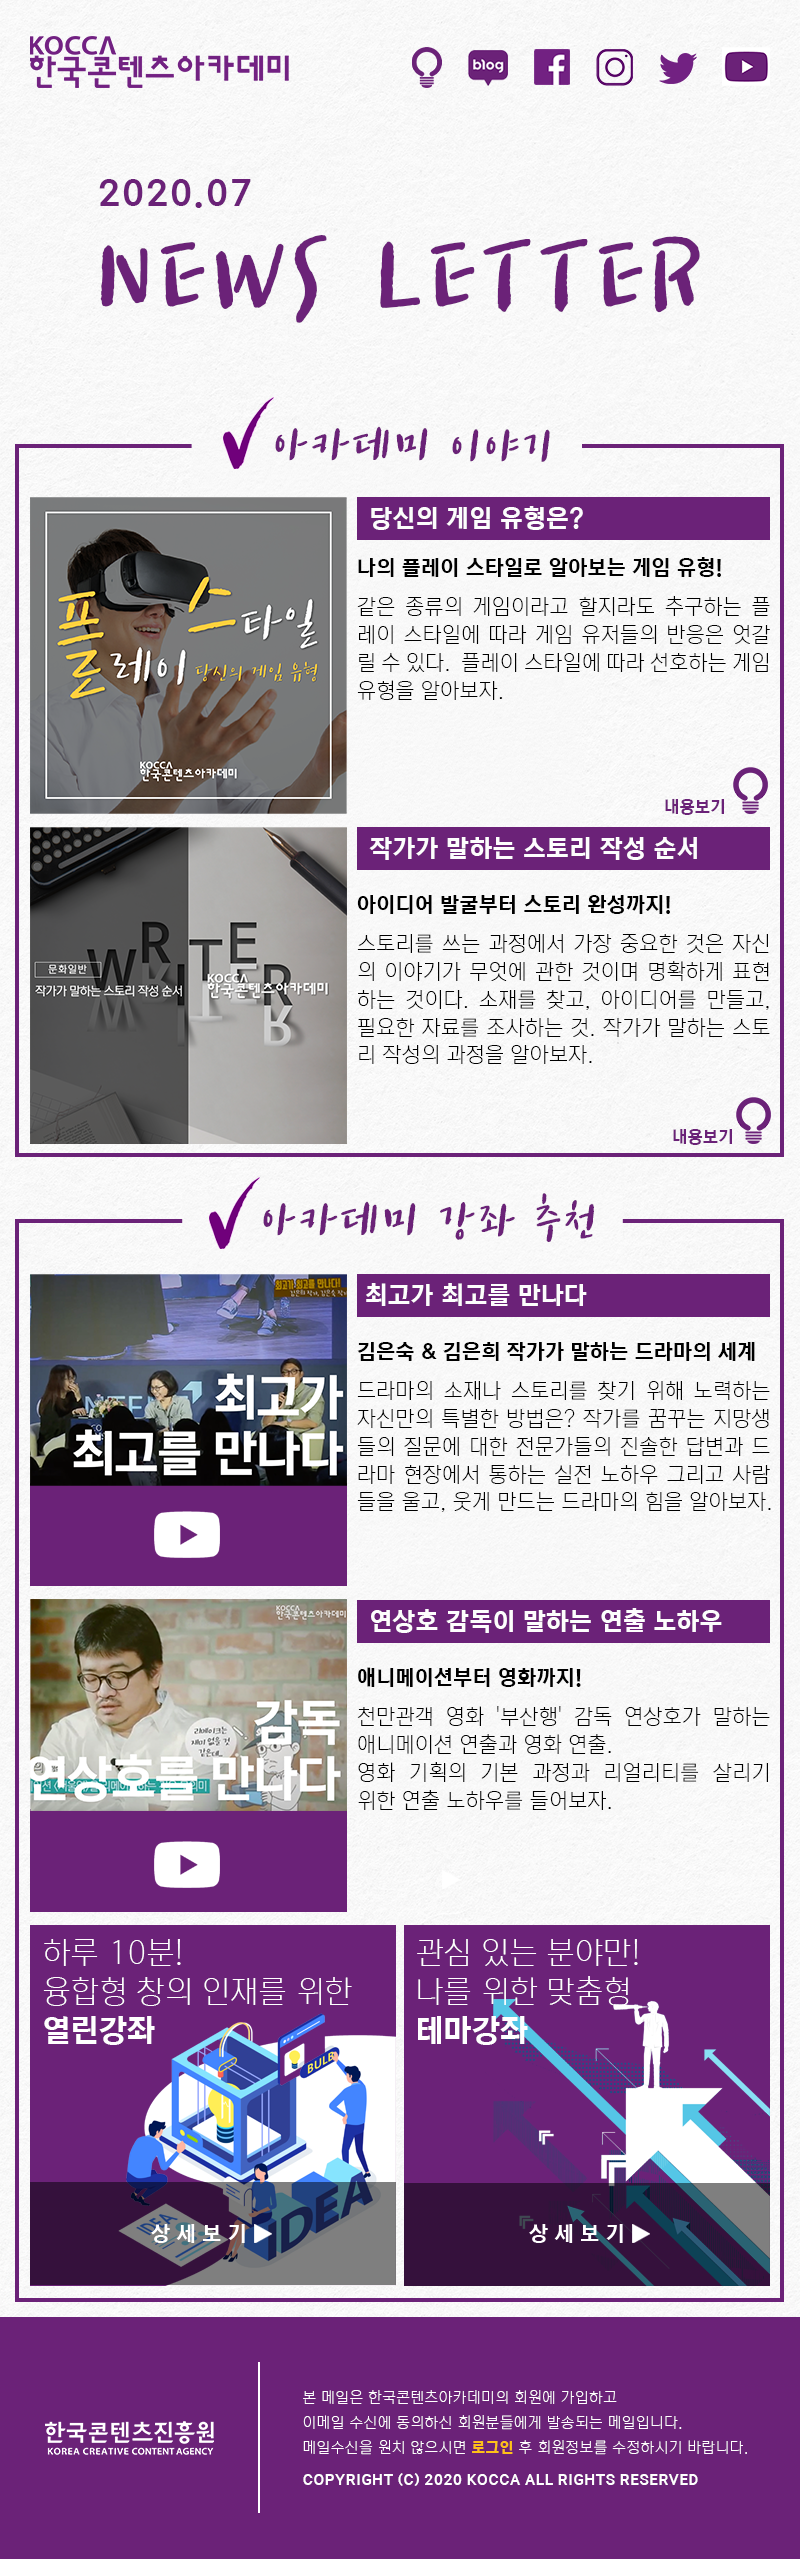 KOCCA
한국콘텐츠아카데미
blog
2020.07
NEWS LETTER
아카데미 이야기
플레이 스타일
당신의 게임 유형
KOCCA
한국콘텐츠아카데미
당신의 게임 유형은?
나의 플레이 스타일로 알아보는 게임 유형!
같은 종류의 게임이라고 할지라도 추구하는 플
레이 스타일에 따라 게임 유저들의 반응은 엇갈
릴 수 있다. 플레이 스타일에 따라 선호하는 게임
유형을 알아보자.
내용보기
WRITER
문화일반
작가가 말하는 스토리 작성 순서
KOCCA
한국콘텐츠아카데미
작가가 말하는 스토리 작성 순서
아이디어 발굴부터 스토리 완성까지!
스토리를 쓰는 과정에서 가장 중요한 것은 자신
의 이야기가 무엇에 관한 것이며 명확하게 표현
하는 것이다. 소재를 찾고, 아이디어를 만들고,
필요한 자료를 조사하는 것. 작가가 말하는 스토
리 작성의 과정을 알아보자.
내용보기
아카데미 강좌 추천
최고가 최고를 만나다!
최고가
최고를 만나다
최고가 최고를 만나다
김은숙 & 김은희 작가가 말하는 드라마의 세계
드라마의 소재나 스토리를 찾기 위해 노력하는
자신만의 특별한 방법은? 작가를 꿈꾸는 지망생
들의 질문에 대한 전문가들의 진솔한 답변과 드
라마 현장에서 통하는 실전 노하우 그리고 사람
들을 울고, 웃게 만드는 드라마의 힘을 알아보자.
KOCCA
한국콘텐츠아카데미
감독
연상호를 만나다
연상호 감독이 말하는 연출 노하우
애니메이션부터 영화까지!
천만관객 영화 '부산행' 감독 연상호가 말하는
애니메이션 연출과 영화 연출.
영화 기획의 기본 과정과 리얼리티를 살리기
위한 연출 노하우를 들어보자.
하루 10분!
융합형 창의 인재를 위한
열린강좌
BULB
IDEA
IDEA
상세보기▶
관심 있는 분야만!
나를 위한 맞춤형
테마강좌
상세보기▶
한국콘텐츠진흥원
KOREA CREATIVE CONTENT AGENCY
본 메일은 한국콘텐츠아카데미의 회원에 가입하고
이메일 수신에 동의하신 회원분들에게 발송되는 메일입니다.
메일수신을 원치 않으시면 로그인 후 회원정보를 수정하시기 바랍니다.
COPYRIGHT (C) 2020 KOCCA ALL RIGHTS RESERVED